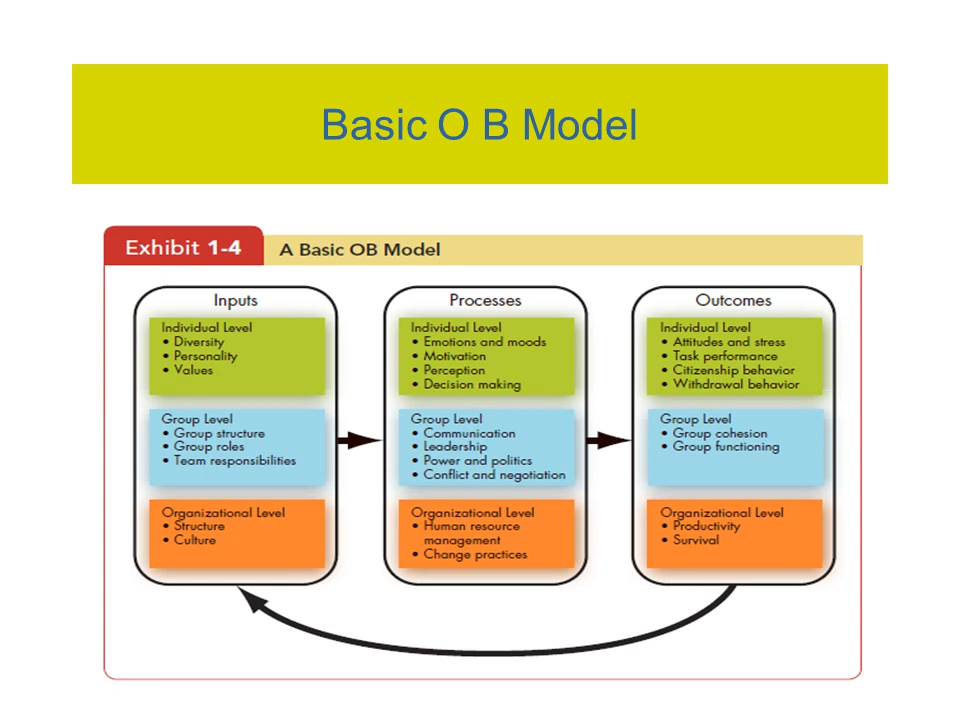 Basic O B Model
Exhibit 1-4
A Basic OB Model
Inputs
Individual Level
• Diversity
• Personality
• Values
Group Level
• Group structure
• Group roles
• Team responsibilities
Organizational Level
• Structure
• Culture
Processes
Individual Level
• Emotions and moods
• Motivation
• Perception
• Decision making
Group Level
• Communication
• Leadership
• Power and politics
• Conflict and negotiation
Organizational Level
• Human resource
management
• Change practices
Outcomes
Individual Level
• Attitudes and stress
• Task performance
• Citizenship behavior
• Withdrawal behavior
Group Level
• Group cohesion
• Group functioning
Organizational Level
• Productivity
• Survival